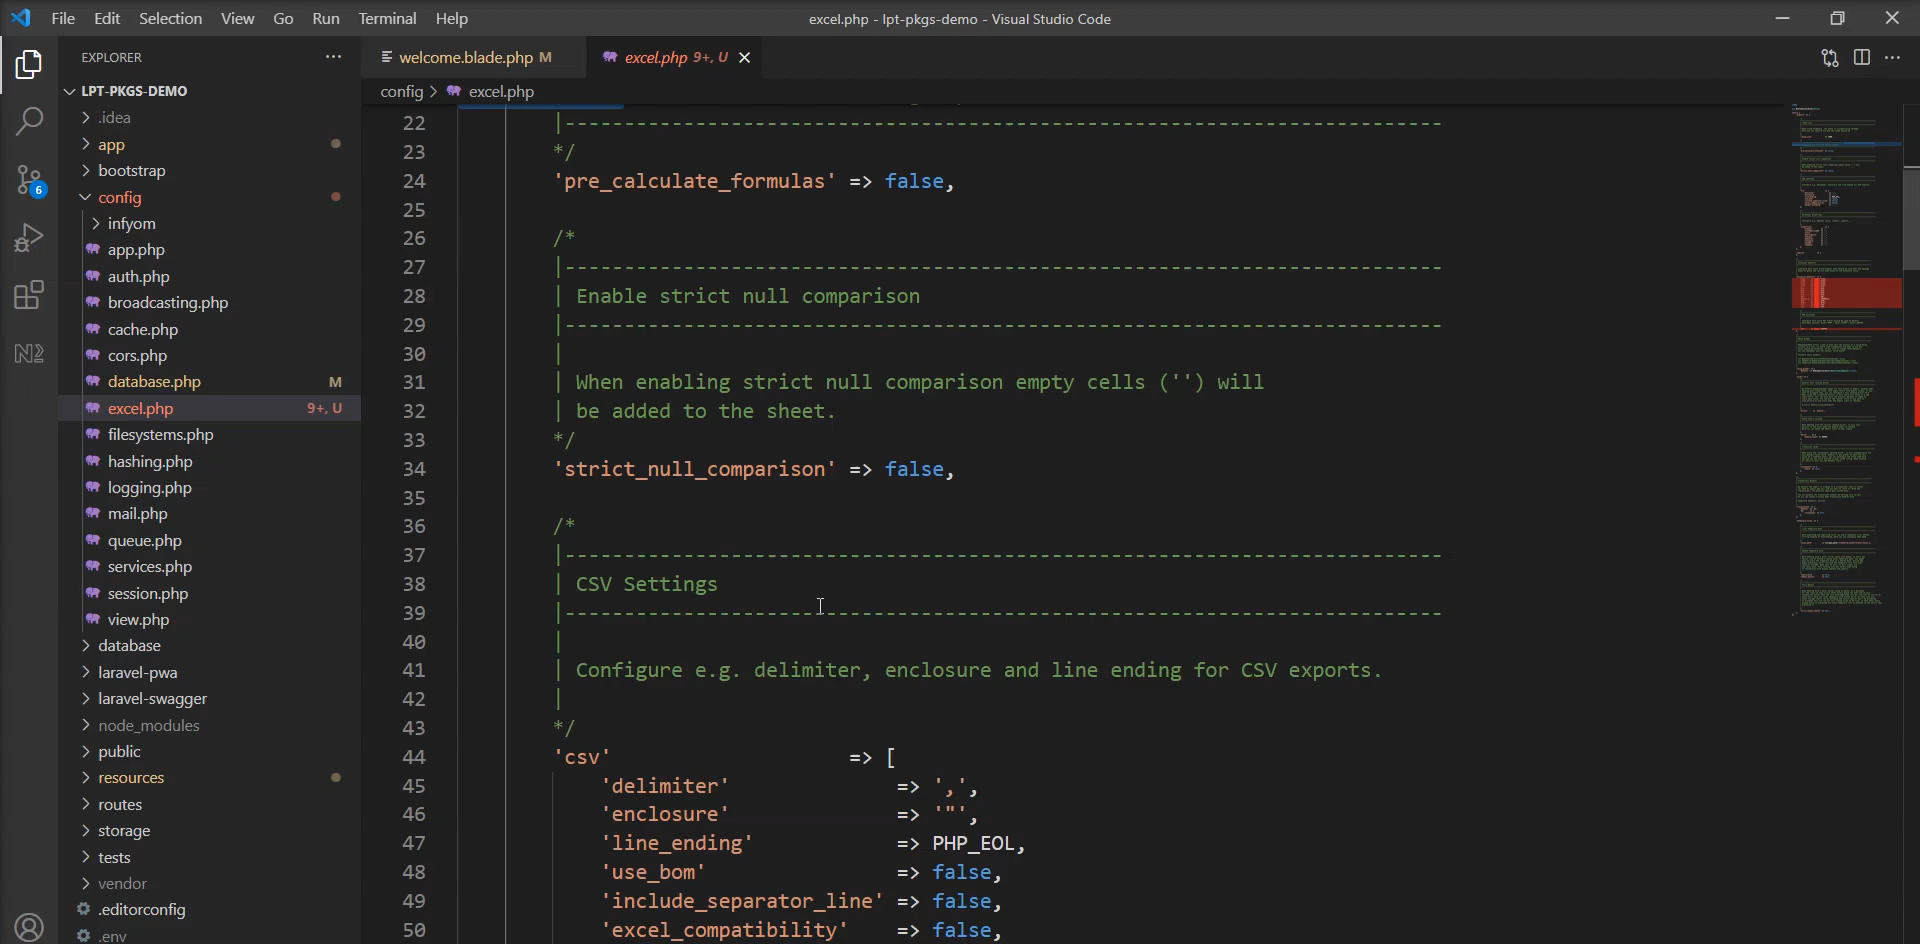 File Edit Selection View Go Run Terminal Help
excel.php - lpt-pkgs-demo - Visual Studio Code
EXPLORER
LPT-PKGS-DEMO
.idea
app
bootstrap
config
infyom
app.php
auth.php
broadcasting.php
cache.php
cors.php
database.php M
excel.php 9+, U
filesystems.php
hashing.php
logging.php
mail.php
queue.php
services.php
session.php
view.php
database
laravel-pwa
laravel-swagger
node_modules
public
resources
routes
storage
tests
vendor
.editorconfig
.env
6
welcome.blade.php M
excel.php 9+, U
config > excel.php
22 |--------------------------------------------------------------------------
23 */
24 'pre_calculate_formulas' => false,
25
26 /*
27 |--------------------------------------------------------------------------
28 | Enable strict null comparison
29 |--------------------------------------------------------------------------
30 |
31 | When enabling strict null comparison empty cells ('') will
32 | be added to the sheet.
33 */
34 'strict_null_comparison' => false,
35
36 /*
37 |--------------------------------------------------------------------------
38 | CSV Settings
39 |--------------------------------------------------------------------------
40 |
41 | Configure e.g. delimiter, enclosure and line ending for CSV exports.
42 |
43 */
44 'csv' => [
45 'delimiter' => ',',
46 'enclosure' => '"',
47 'line_ending' => PHP_EOL,
48 'use_bom' => false,
49 'include_separator_line' => false,
50 'excel_compatibility' => false,